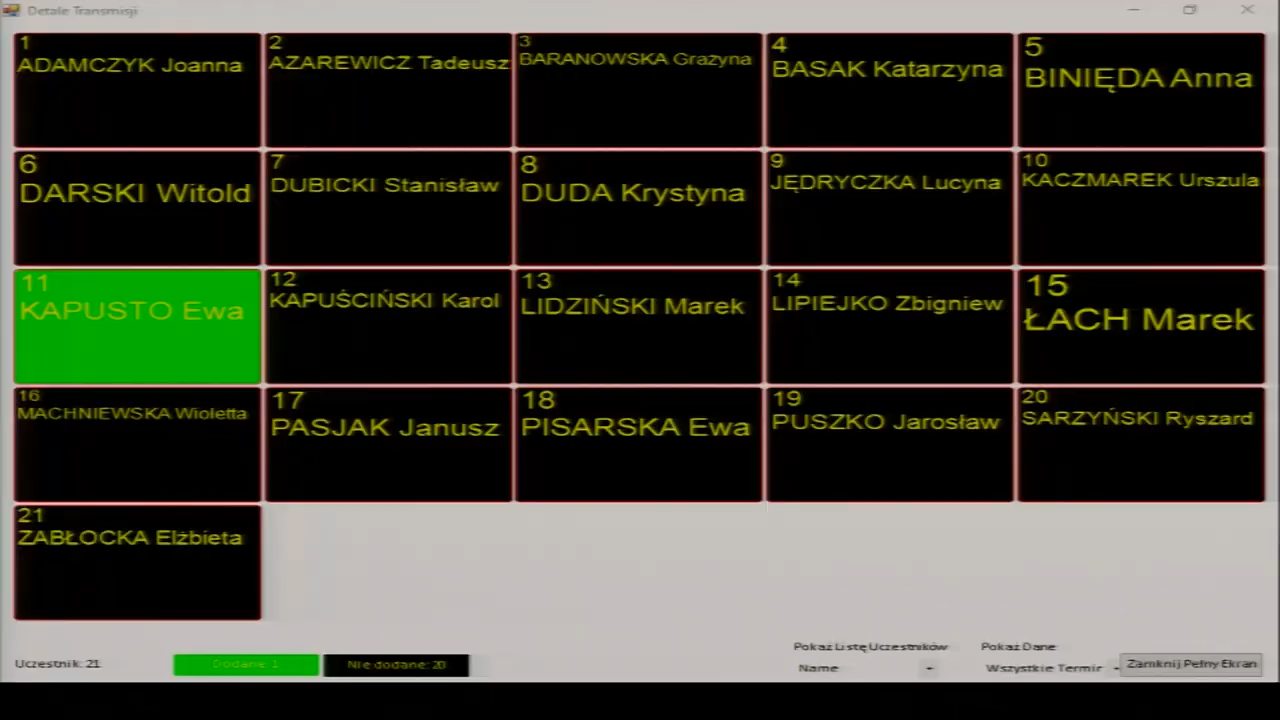 Detale Transmisji
1
ADAMCZYK Joanna
2
AZAREWICZ Tadeusz
3
BARANOWSKA Grażyna
4
BASAK Katarzyna
5
BINIĘDA Anna
6
DARSKI Witold
7
DUBICKI Stanisław
8
DUDA Krystyna
9
JĘDRYCZKA Lucyna
10
KACZMAREK Urszula
11
KAPUSTO Ewa
12
KAPUŚCIŃSKI Karol
13
LIDZIŃSKI Marek
14
LIPIEJKO Zbigniew
15
ŁACH Marek
16
MACHNIEWSKA Wioletta
17
PASJAK Janusz
18
PISARSKA Ewa
19
PUSZKO Jarosław
20
SARZYŃSKI Ryszard
21
ZABŁOCKA Elżbieta
Uczestnik: 21
Dodane: 1
Nie dodane: 20
Pokaż Listę Uczestników
Name
Pokaż Dane
Wszystkie Termir
Zamknij Pełny Ekran